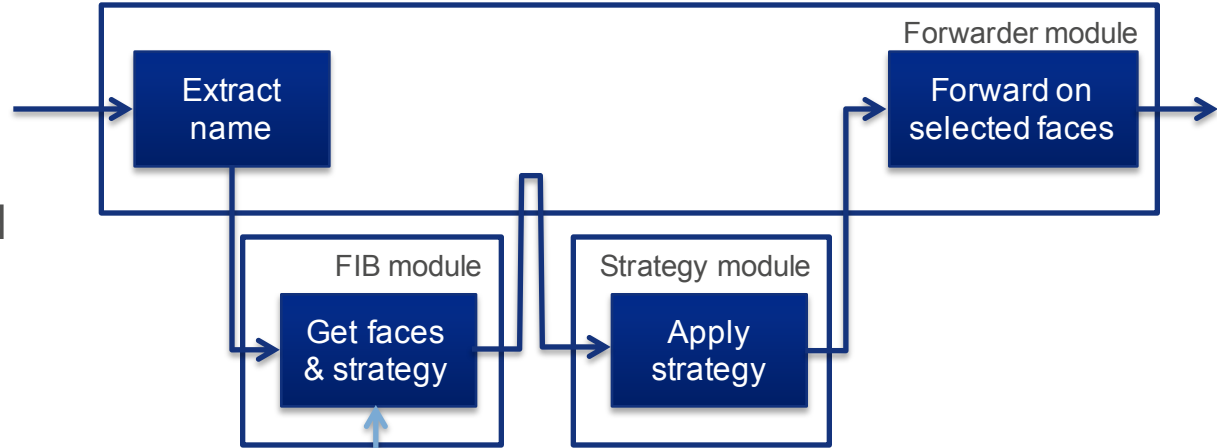 Forwarder module
Extract
name
Forward on
selected faces
FIB module
Strategy module
Get faces
& strategy
Apply
strategy